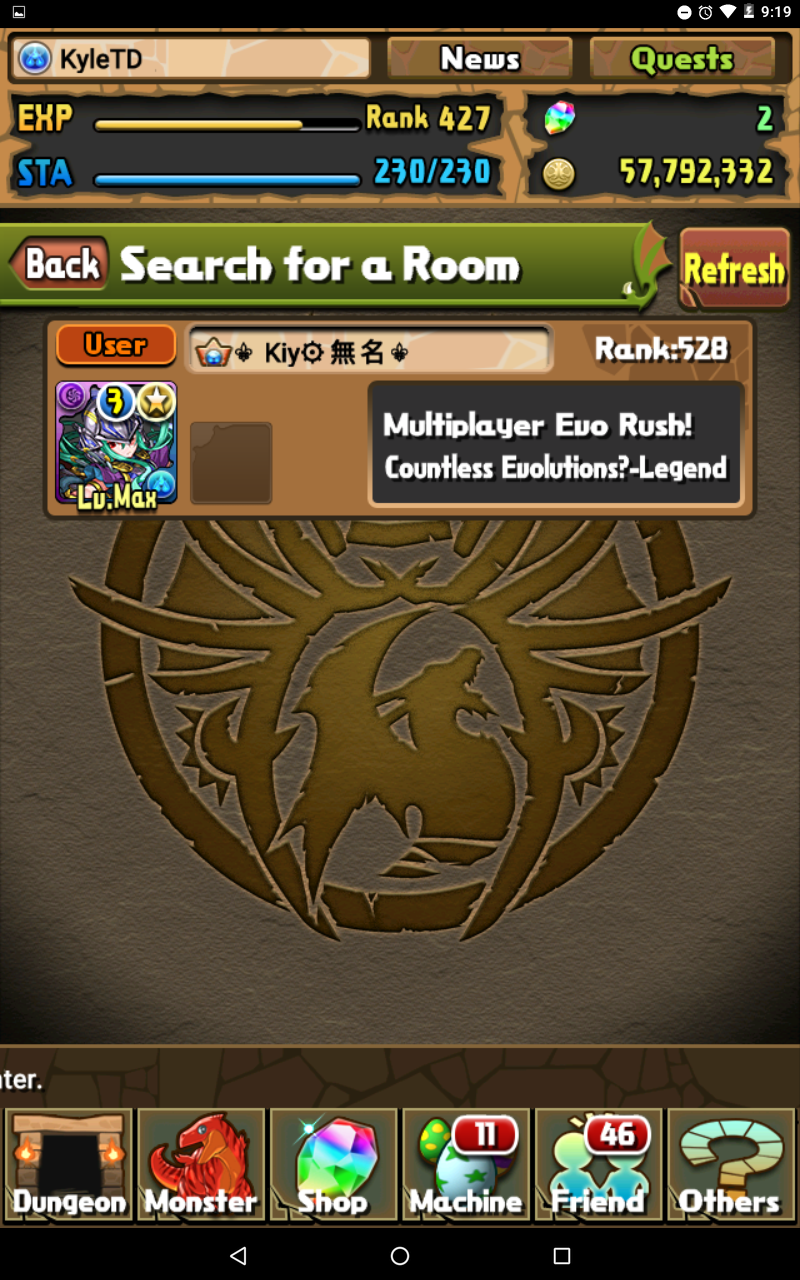 9:19
KyleTD
News
Quests
EXP
Rank 427
2
STA
230/230
57,792,332
Back
Search for a Room
Refresh
User
⚜ Kiy⚙無名⚜
Rank:528
3
Lv.Max
Multiplayer Evo Rush!
Countless Evolutions?-Legend
nter.
11
46
Dungeon
Monster
Shop
Machine
Friend
Others